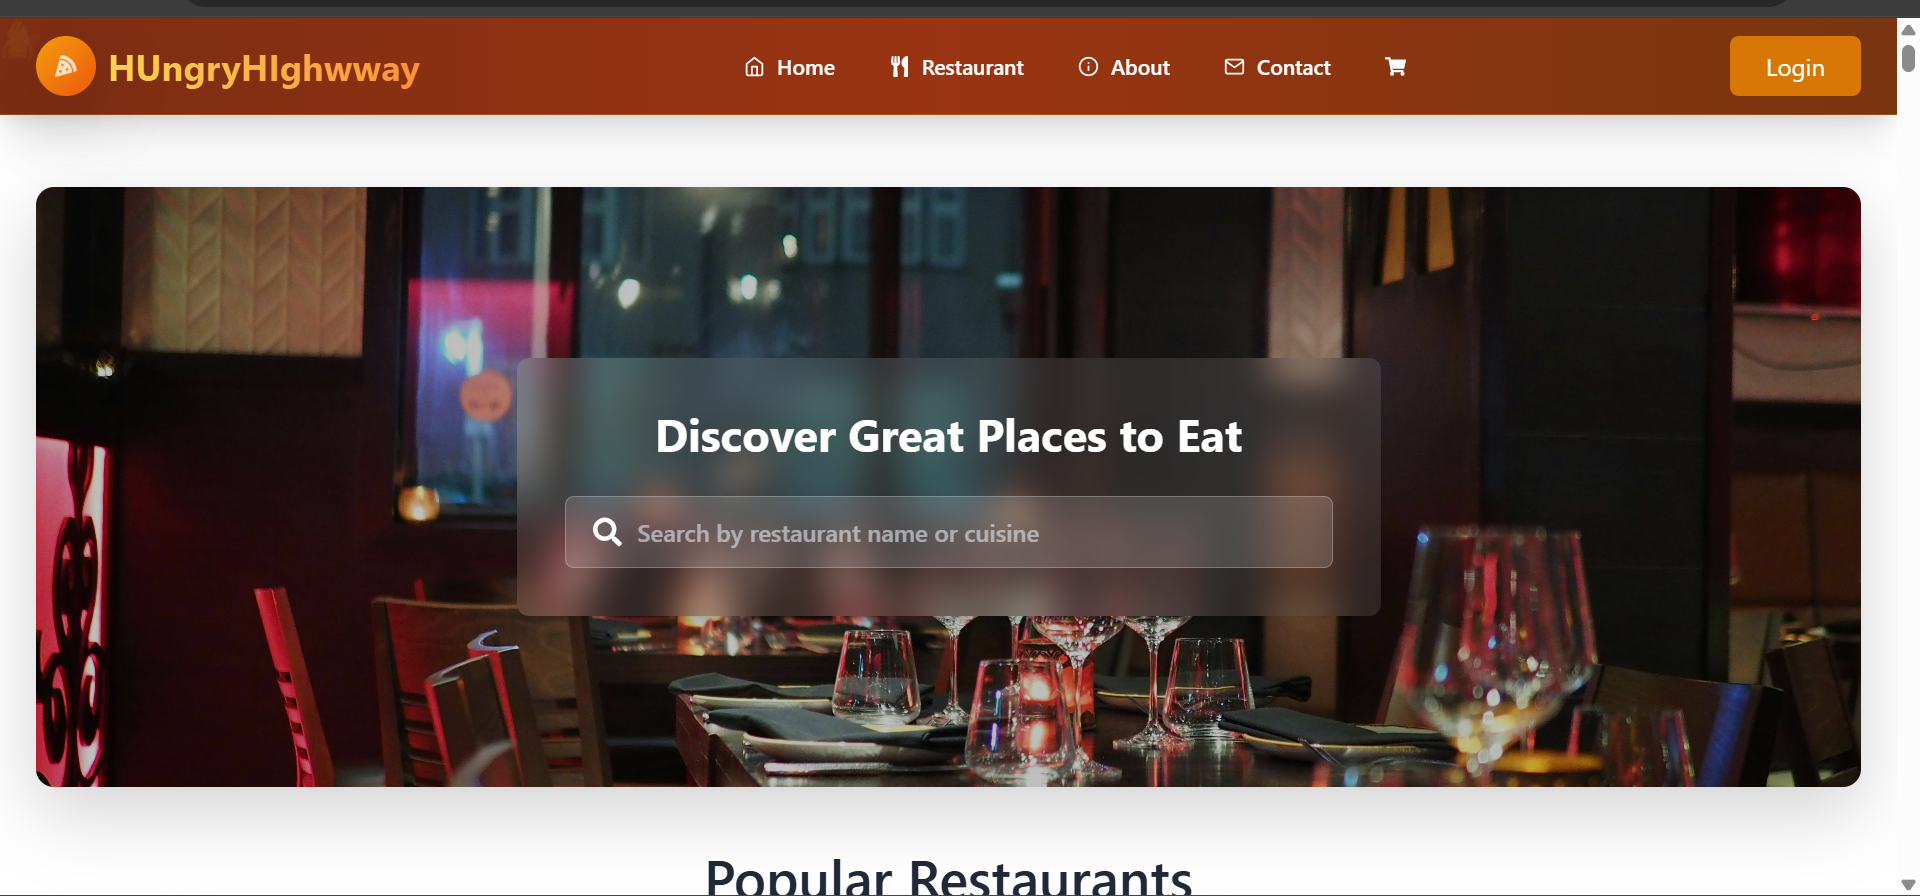 HUngryHIghwway
Home
Restaurant
About
Contact
Login
Discover Great Places to Eat
Search by restaurant name or cuisine
Popular Restaurants